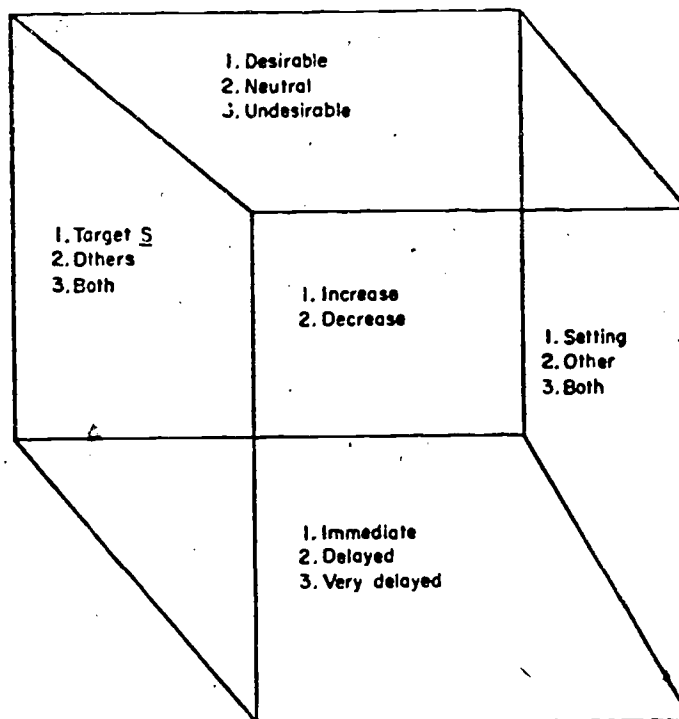 1. Desirable
2. Neutral
3. Undesirable
1. Target S
2. Others
3. Both
1. Increase
2. Decrease
1. Setting
2. Other
3. Both
1. Immediate
2. Delayed
3. Very delayed